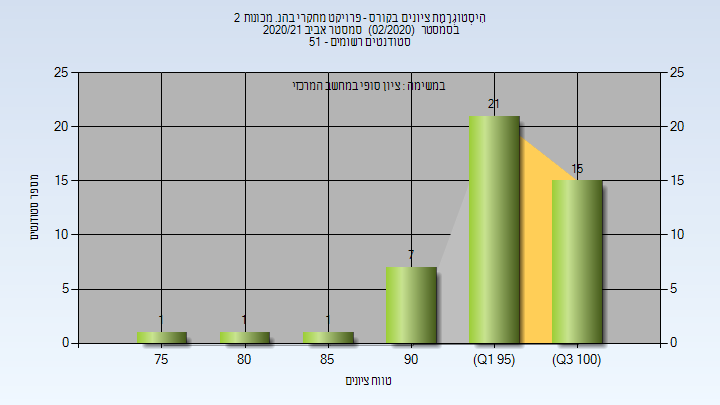 היסטוגרמת ציונים בקורס - פרויקט מחקרי בהנ. מכונות 2
בסמסטר (02/2020) סמסטר אביב 2020/21
סטודנטים רשומים - 51
במשימה : ציון סופי במחשב המרכזי
25 25
20 20
15 15
10 10
5 5
0 0
מספר סטודנטים
1 1 1 7 21 15
75 80 85 90 (Q1 95) (Q3 100)
טווח ציונים